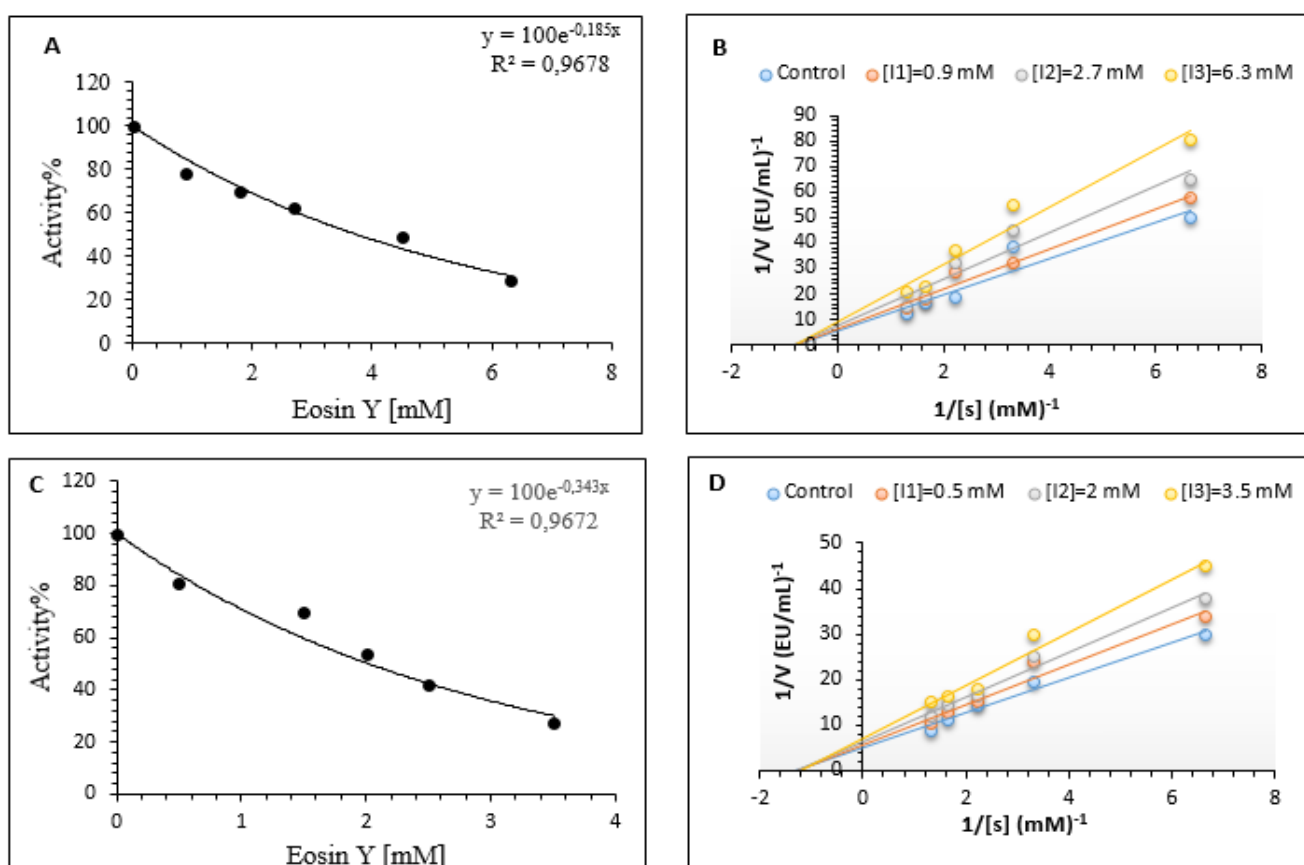 A
y = 100e^-0,185x
R² = 0,9678
120
100
80
60
40
20
0
0 2 4 6 8
Activity%
Eosin Y [mM]
B
Control [I1]=0.9 mM [I2]=2.7 mM [I3]=6.3 mM
90
80
70
60
50
40
30
20
10
0
-2 0 2 4 6 8
1/V (EU/mL)^-1
1/[s] (mM)^-1
C
y = 100e^-0,343x
R² = 0,9672
120
100
80
60
40
20
0
0 1 2 3 4
Activity%
Eosin Y [mM]
D
Control [I1]=0.5 mM [I2]=2 mM [I3]=3.5 mM
50
40
30
20
10
0
-2 0 2 4 6 8
1/V (EU/mL)^-1
1/[s] (mM)^-1